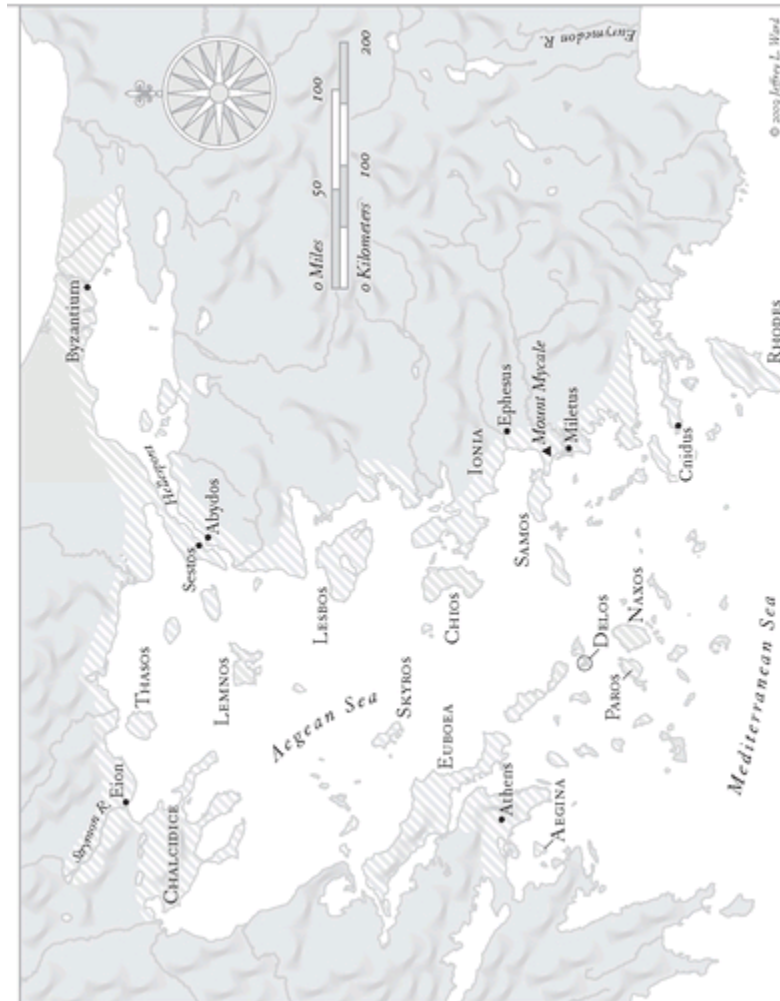 Strymon R.
Eion
CHALCIDICE
THASOS
LEMNOS
Aegean Sea
Byzantium
Hellespont
Sestos
Abydos
LESBOS
SKYROS
EUBOEA
CHIOS
IONIA
Ephesus
Mount Mycale
Miletus
SAMOS
Athens
AEGINA
DELOS
PAROS
NAXOS
Cnidus
RHODES
Mediterranean Sea
Eurymedon R.
0 Miles 50 100
0 Kilometers 100 200
© 2009 Jeffrey L. Ward